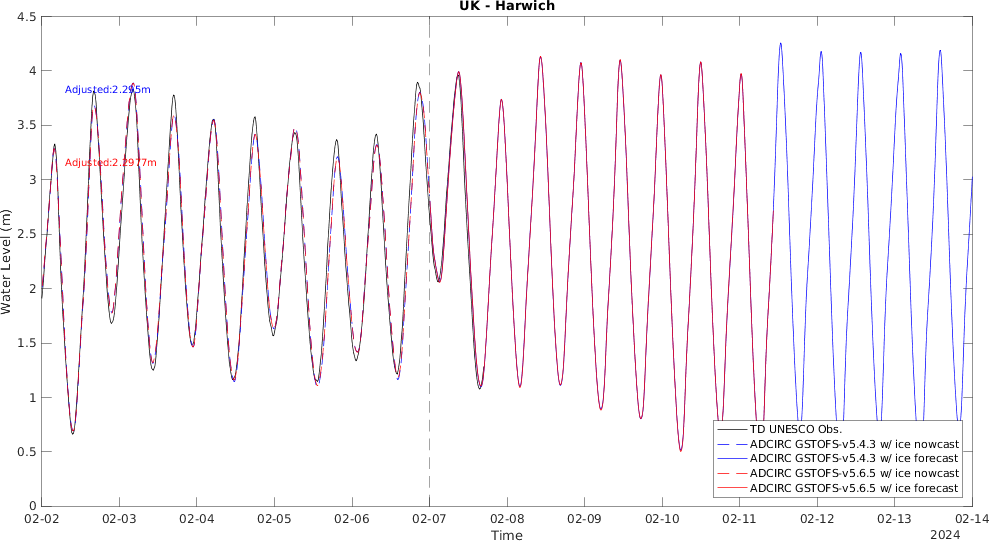 UK - Harwich
4.5
4
3.5
3
2.5
2
1.5
1
0.5
0
Water Level (m)
Adjusted:2.295m
Adjusted:2.2977m
TD UNESCO Obs.
ADCIRC GSTOFS-v5.4.3 w/ ice nowcast
ADCIRC GSTOFS-v5.4.3 w/ ice forecast
ADCIRC GSTOFS-v5.6.5 w/ ice nowcast
ADCIRC GSTOFS-v5.6.5 w/ ice forecast
02-02 02-03 02-04 02-05 02-06 02-07 02-08 02-09 02-10 02-11 02-12 02-13 02-14
Time
2024